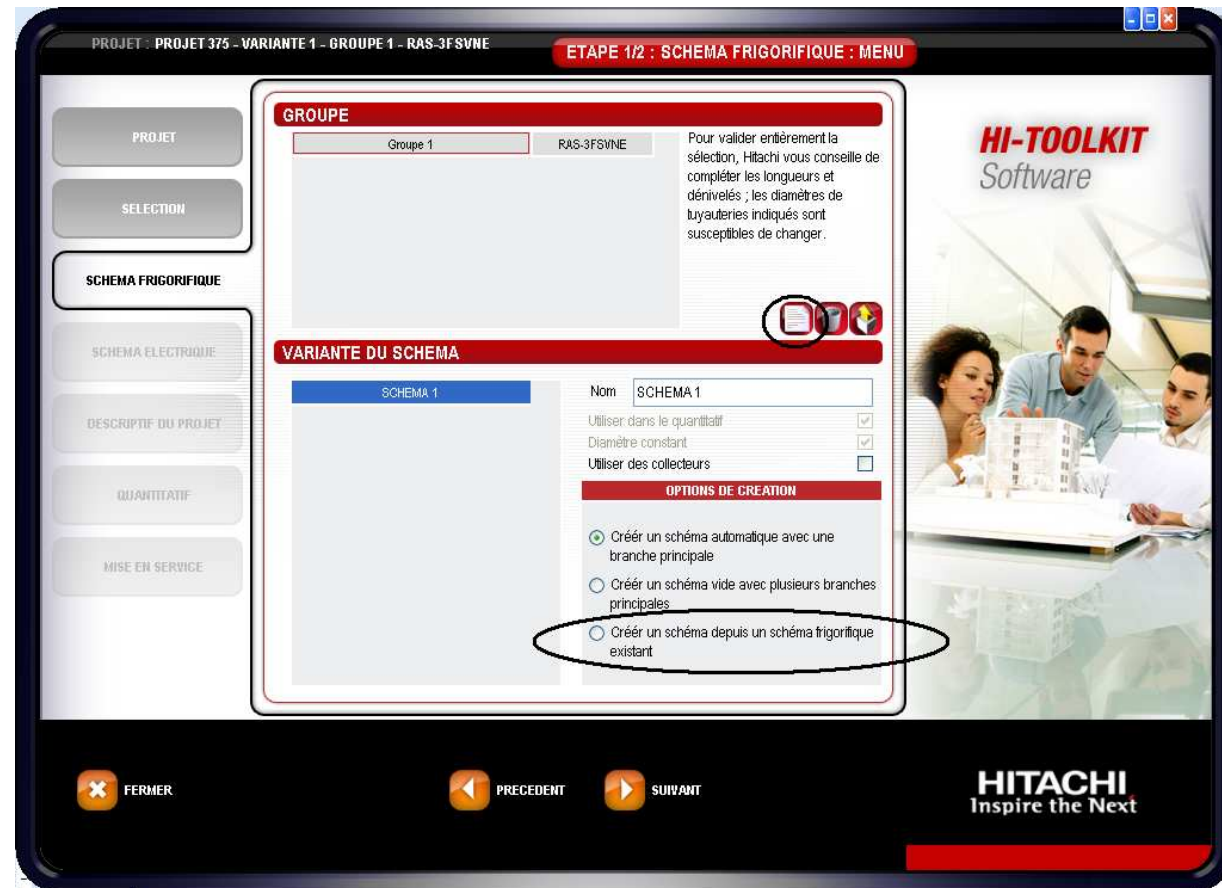 PROJET : PROJET 375 - VARIANTE 1 - GROUPE 1 - RAS-3FSVNE
ETAPE 1/2 : SCHEMA FRIGORIFIQUE : MENU
PROJET
SELECTION
SCHEMA FRIGORIFIQUE
SCHEMA ELECTRIQUE
DESCRIPTIF DU PROJET
QUANTITATIF
MISE EN SERVICE
GROUPE
Groupe 1 RAS-3FSVNE
Pour valider entièrement la
sélection, Hitachi vous conseille de
compléter les longueurs et
dénivelés ; les diamètres de
tuyauteries indiqués sont
susceptibles de changer.
VARIANTE DU SCHEMA
SCHEMA 1
Nom SCHEMA 1
Utiliser dans le quantitatif
Diamètre constant
Utiliser des collecteurs
OPTIONS DE CREATION
Créér un schéma automatique avec une
branche principale
Créér un schéma vide avec plusieurs branches
principales
Créér un schéma depuis un schéma frigorifique
existant
HI-TOOLKIT
Software
FERMER
PRECEDENT
SUIVANT
HITACHI
Inspire the Next